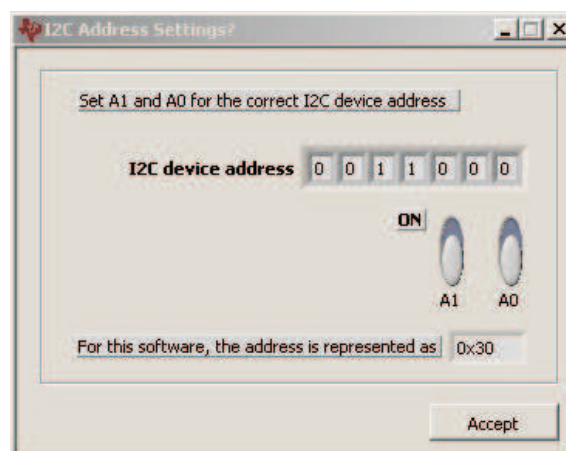 I2C Address Settings?
Set A1 and A0 for the correct I2C device address
I2C device address 0 0 1 1 0 0 0
ON
A1 A0
For this software, the address is represented as 0x30
Accept